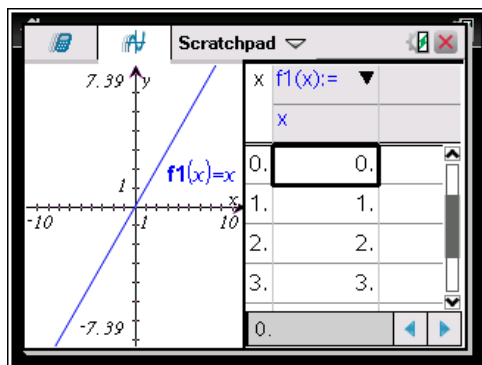 Scratchpad
7.39 y
f1(x)=x
1
x
-10 1 10
-7.39
x f1(x):= ▼
x
0. 0.
1. 1.
2. 2.
3. 3.
0.